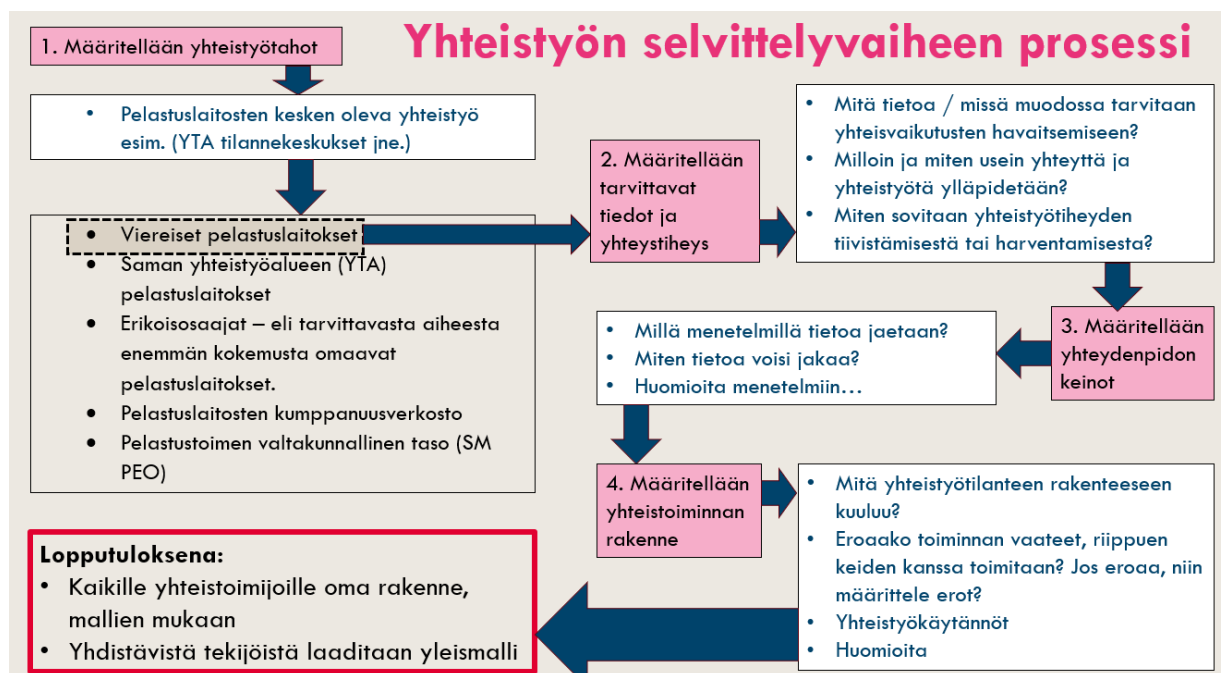 Yhteistyön selvittelyvaiheen prosessi
1. Määritellään yhteistyötahot
• Pelastuslaitosten kesken oleva yhteistyö
esim. (YTA tilannekeskukset jne.)
• Viereiset pelastuslaitokset
• Saman yhteistyöalueen (YTA)
pelastuslaitokset
• Erikoisosaajat – eli tarvittavasta aiheesta
enemmän kokemusta omaavat
pelastuslaitokset.
• Pelastuslaitosten kumppanuusverkosto
• Pelastustoimen valtakunnallinen taso (SM
PEO)
2. Määritellään
tarvittavat
tiedot ja
yhteystiheys
• Mitä tietoa / missä muodossa tarvitaan
yhteisvaikutusten havaitsemiseen?
• Milloin ja miten usein yhteyttä ja
yhteistyötä ylläpidetään?
• Miten sovitaan yhteistyötiheyden
tiivistämisestä tai harventamisesta?
3. Määritellään
yhteydenpidon
keinot
• Millä menetelmillä tietoa jaetaan?
• Miten tietoa voisi jakaa?
• Huomioita menetelmiin…
4. Määritellään
yhteistoiminnan
rakenne
• Mitä yhteistyötilanteen rakenteeseen
kuuluu?
• Eroaako toiminnan vaateet, riippuen
keiden kanssa toimitaan? Jos eroaa, niin
määrittele erot?
• Yhteistyökäytännöt
• Huomioita
Lopputuloksena:
• Kaikille yhteistoimijoille oma rakenne,
mallien mukaan
• Yhdistävistä tekijöistä laaditaan yleismalli